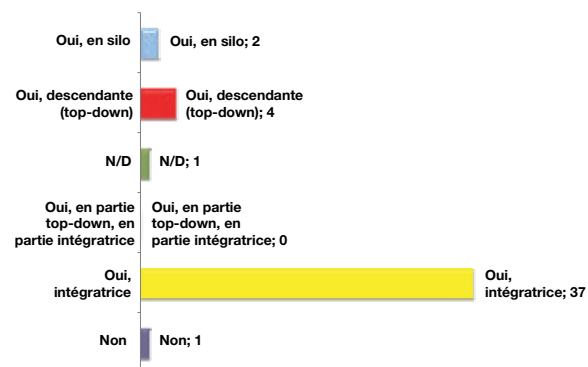 Oui, en silo
Oui, en silo; 2
Oui, descendante
(top-down)
Oui, descendante
(top-down); 4
N/D
N/D; 1
Oui, en partie
top-down, en
partie intégratrice
Oui, en partie
top-down, en
partie intégratrice; 0
Oui,
intégratrice
Oui,
intégratrice; 37
Non
Non; 1